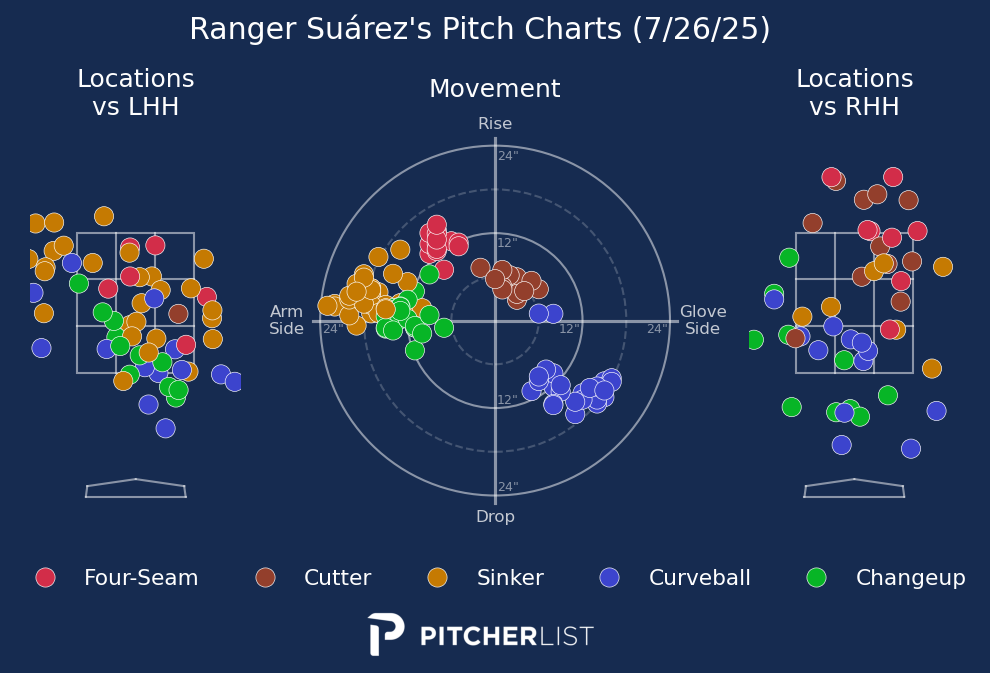 Ranger Suárez's Pitch Charts (7/26/25)
Locations
vs LHH
Movement
Locations
vs RHH
Rise
24"
12"
Arm
Side
24"
12"
24"
Glove
Side
12"
24"
Drop
Four-Seam
Cutter
Sinker
Curveball
Changeup
PITCHERLIST